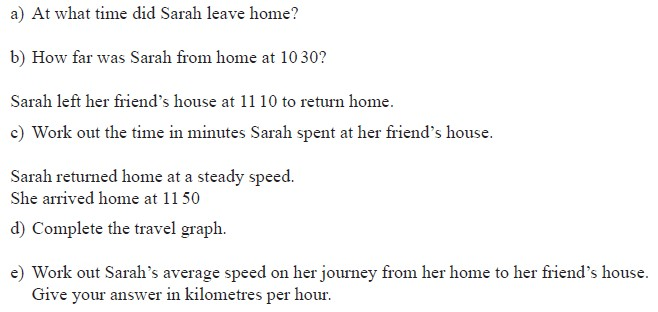 a) At what time did Sarah leave home?
b) How far was Sarah from home at 10 30?
Sarah left her friend’s house at 11 10 to return home.
c) Work out the time in minutes Sarah spent at her friend’s house.
Sarah returned home at a steady speed.
She arrived home at 11 50
d) Complete the travel graph.
e) Work out Sarah’s average speed on her journey from her home to her friend’s house.
Give your answer in kilometres per hour.